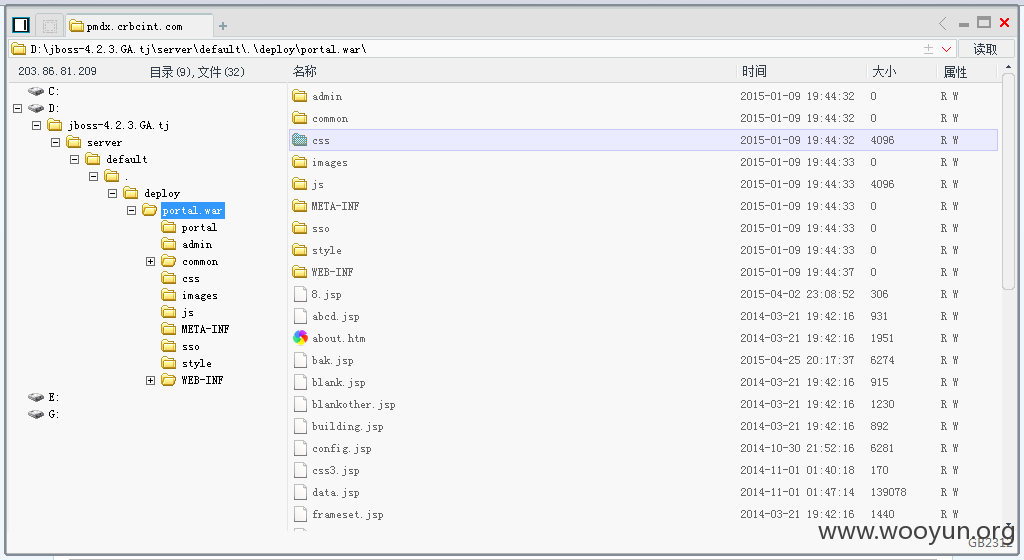 pmdx.crbcint.com
D:\jboss-4.2.3.GA.tj\server\default\.\deploy\portal.war\ 读取
203.86.81.209 目录(9),文件(32) 名称 时间 大小 属性
C:
D:
jboss-4.2.3.GA.tj
server
default
.
deploy
portal.war
portal
admin
common
css
images
js
META-INF
sso
style
WEB-INF
E:
G:
admin 2015-01-09 19:44:32 0 R W
common 2015-01-09 19:44:32 0 R W
css 2015-01-09 19:44:32 4096 R W
images 2015-01-09 19:44:33 0 R W
js 2015-01-09 19:44:33 4096 R W
META-INF 2015-01-09 19:44:33 0 R W
sso 2015-01-09 19:44:33 0 R W
style 2015-01-09 19:44:33 0 R W
WEB-INF 2015-01-09 19:44:37 0 R W
8.jsp 2015-04-02 23:08:52 306 R W
abcd.jsp 2014-03-21 19:42:16 931 R W
about.htm 2014-03-21 19:42:16 1951 R W
bak.jsp 2015-04-25 20:17:37 6274 R W
blank.jsp 2014-03-21 19:42:16 915 R W
blankother.jsp 2014-03-21 19:42:16 1230 R W
building.jsp 2014-03-21 19:42:16 892 R W
config.jsp 2014-10-30 21:52:16 6281 R W
css3.jsp 2014-11-01 01:40:18 170 R W
data.jsp 2014-11-01 01:47:14 139078 R W
frameset.jsp 2014-03-21 19:42:16 1440 R W
www.wooyun.org
GB2312